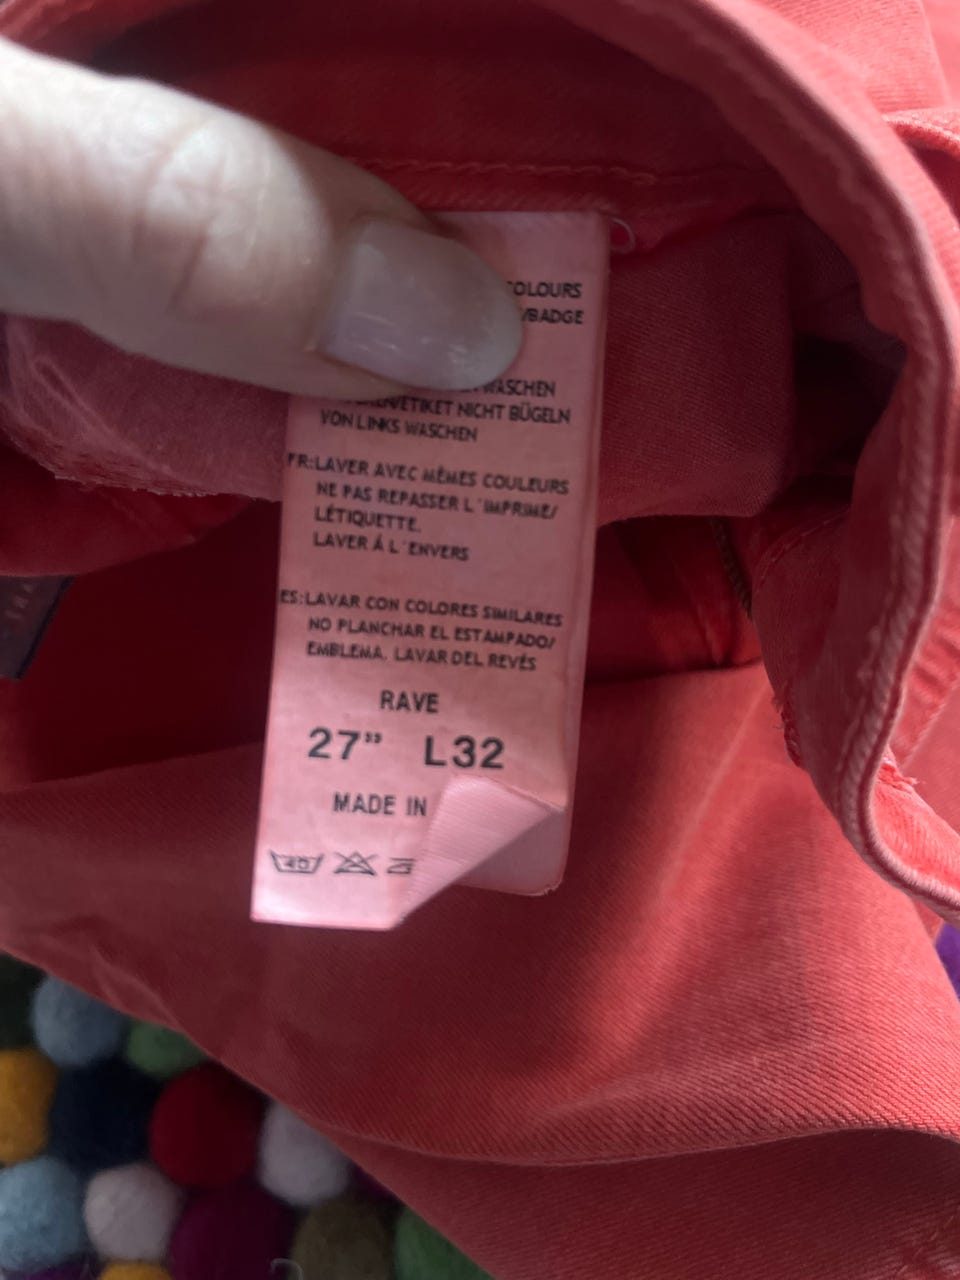 COLOURS
/BADGE
WASCHEN
NICHT BÜGELN
VON LINKS WASCHEN
FR:LAVER AVEC MÊMES COULEURS
NE PAS REPASSER L´IMPRIME/
LÉTIQUETTE.
LAVER Á L´ENVERS
ES:LAVAR CON COLORES SIMILARES
NO PLANCHAR EL ESTAMPADO/
EMBLEMA. LAVAR DEL REVÉS
RAVE
27” L32
MADE IN
40